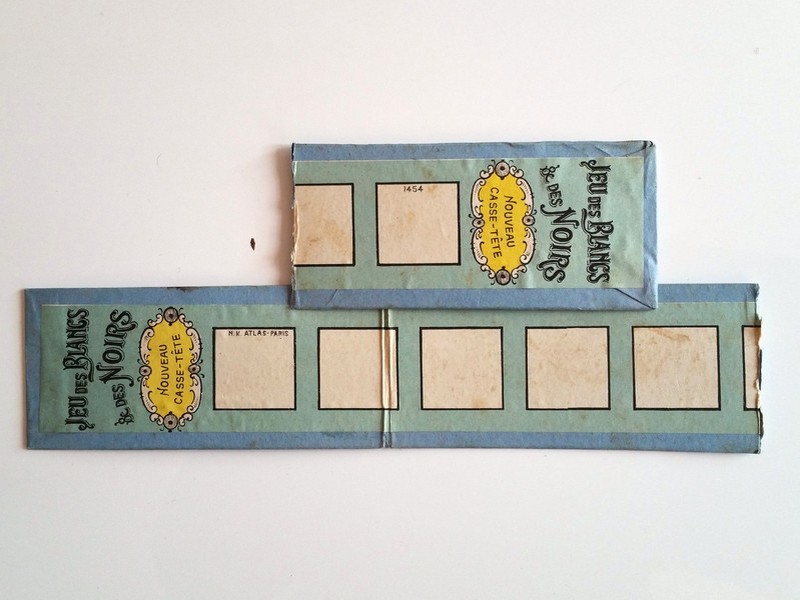 1454
NOUVEAU
CASSE-TÊTE
JEU DES BLANCS
& DES NOIRS
JEU DES BLANCS
& DES NOIRS
NOUVEAU
CASSE-TÊTE
N.K. ATLAS-PARIS